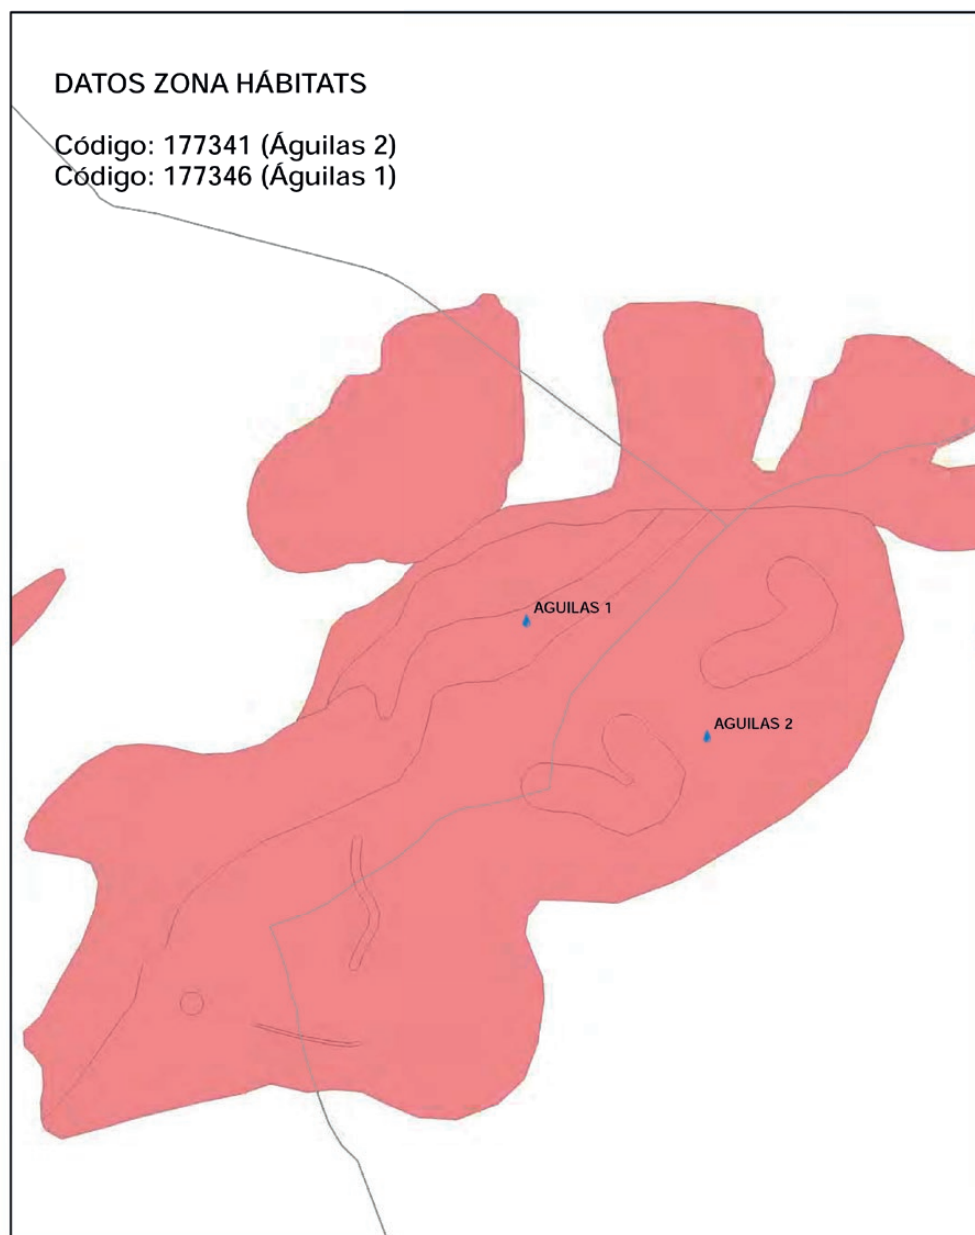 DATOS ZONA HÁBITATS
Código: 177341 (Águilas 2)
Código: 177346 (Águilas 1)
AGUILAS 1
AGUILAS 2